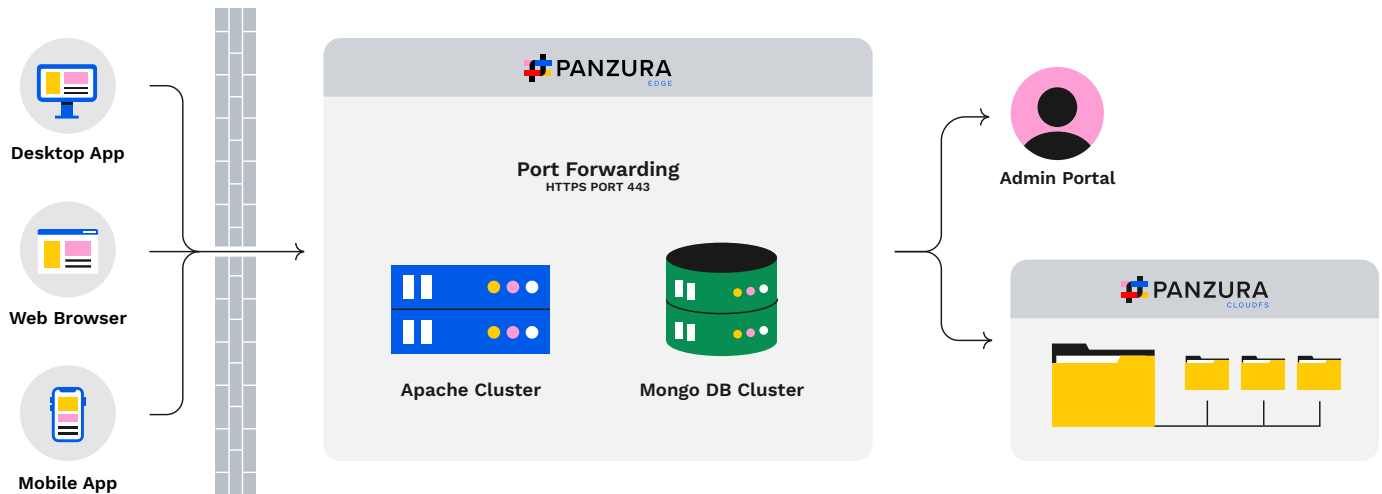 Desktop App
Web Browser
Mobile App
PANZURA
EDGE
Port Forwarding
HTTPS PORT 443
Apache Cluster
Mongo DB Cluster
Admin Portal
PANZURA
CLOUDFS